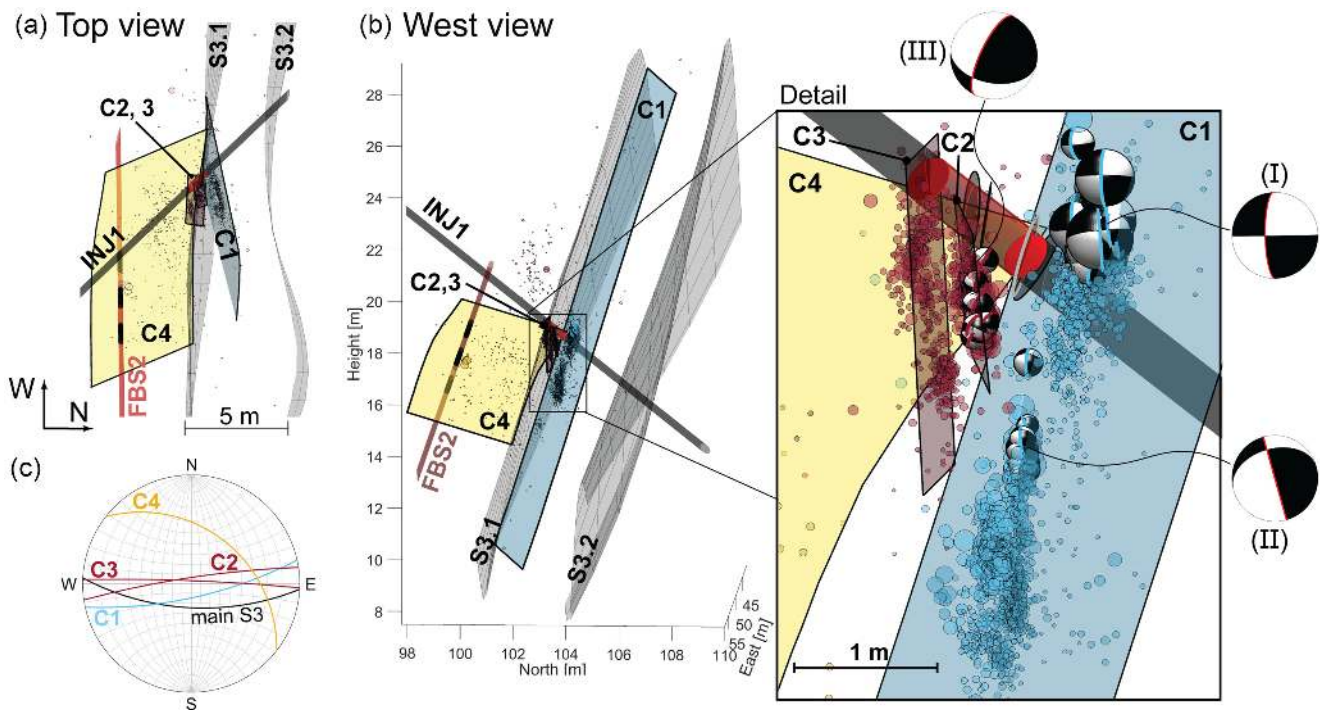 (a) Top view
S3.1
S3.2
C2, 3
INJ1
C1
C4
FBS2
W
N
5 m
(b) West view
28
26
24
22
20
18
16
14
12
10
8
Height [m]
INJ1
C2,3
C1
C4
FBS2
S3.1
S3.2
98
100
102
104
106
108
110
North [m]
45
50
55
East [m]
(III)
Detail
C3
C2
C1
C4
(I)
(II)
1 m
(c)
N
C4
C3
C2
W
E
C1
main S3
S